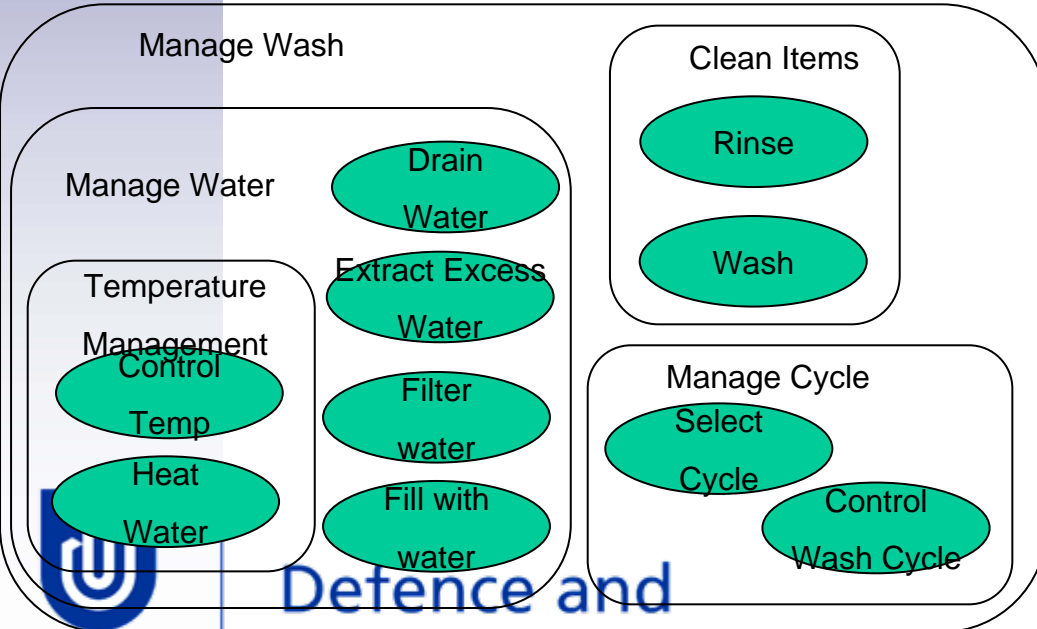 Manage Wash
Clean Items
Rinse
Wash
Manage Water
Drain
Water
Extract Excess
Water
Filter
water
Fill with
water
Temperature
Management
Control
Temp
Heat
Water
Manage Cycle
Select
Cycle
Control
Wash Cycle
Defence and